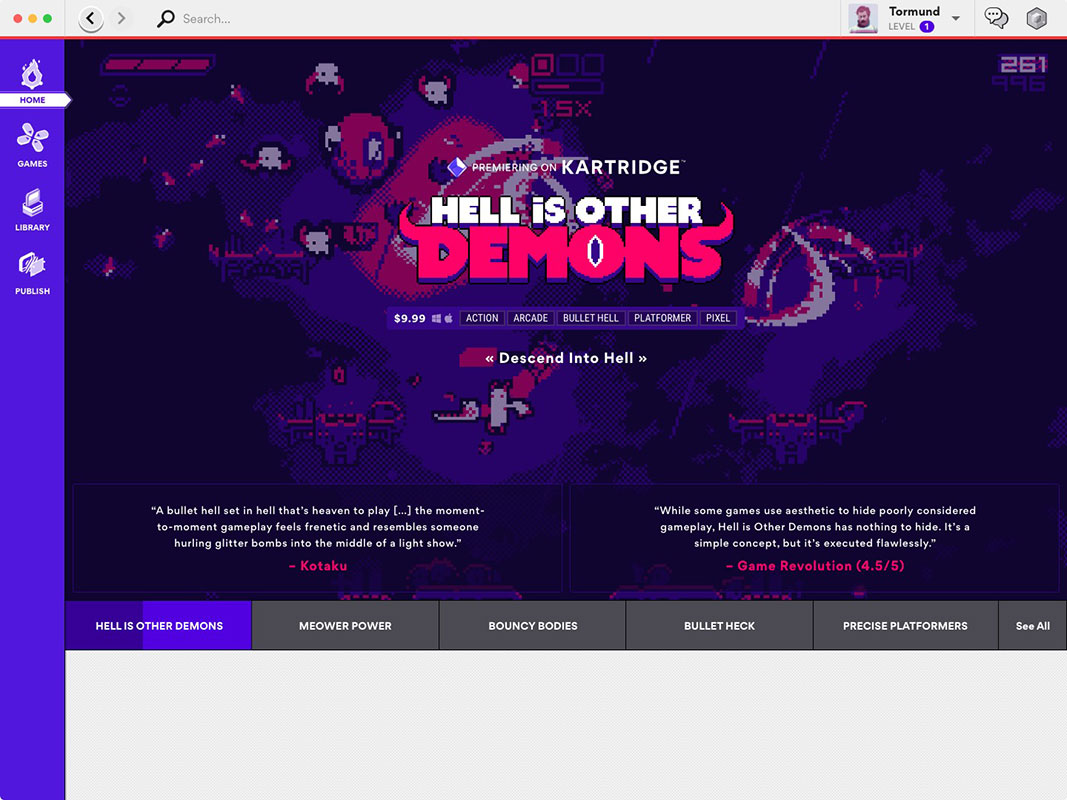 Search...
Tormund
LEVEL 1
HOME
GAMES
LIBRARY
PUBLISH
261
996
1.5X
PREMIERING ON KARTRIDGE™
HELL iS OTHER
DEMONS
$9.99 ACTION ARCADE BULLET HELL PLATFORMER PIXEL
« Descend Into Hell »
“A bullet hell set in hell that’s heaven to play [...] the moment-
to-moment gameplay feels frenetic and resembles someone
hurling glitter bombs into the middle of a light show.”
– Kotaku
“While some games use aesthetic to hide poorly considered
gameplay, Hell is Other Demons has nothing to hide. It’s a
simple concept, but it’s executed flawlessly.”
– Game Revolution (4.5/5)
HELL IS OTHER DEMONS MEOWER POWER BOUNCY BODIES BULLET HECK PRECISE PLATFORMERS See All